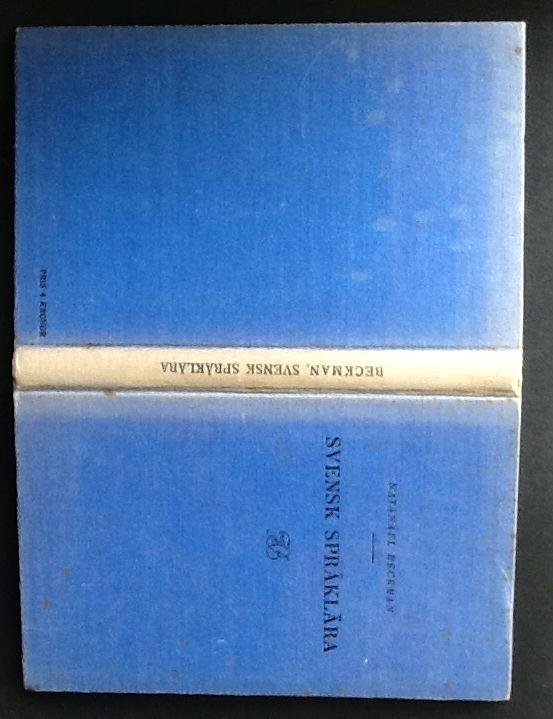 NATANAEL BECKMAN
SVENSK SPRÅKLÄRA
BECKMAN, SVENSK SPRÅKLÄRA
PRIS 4 KRONOR